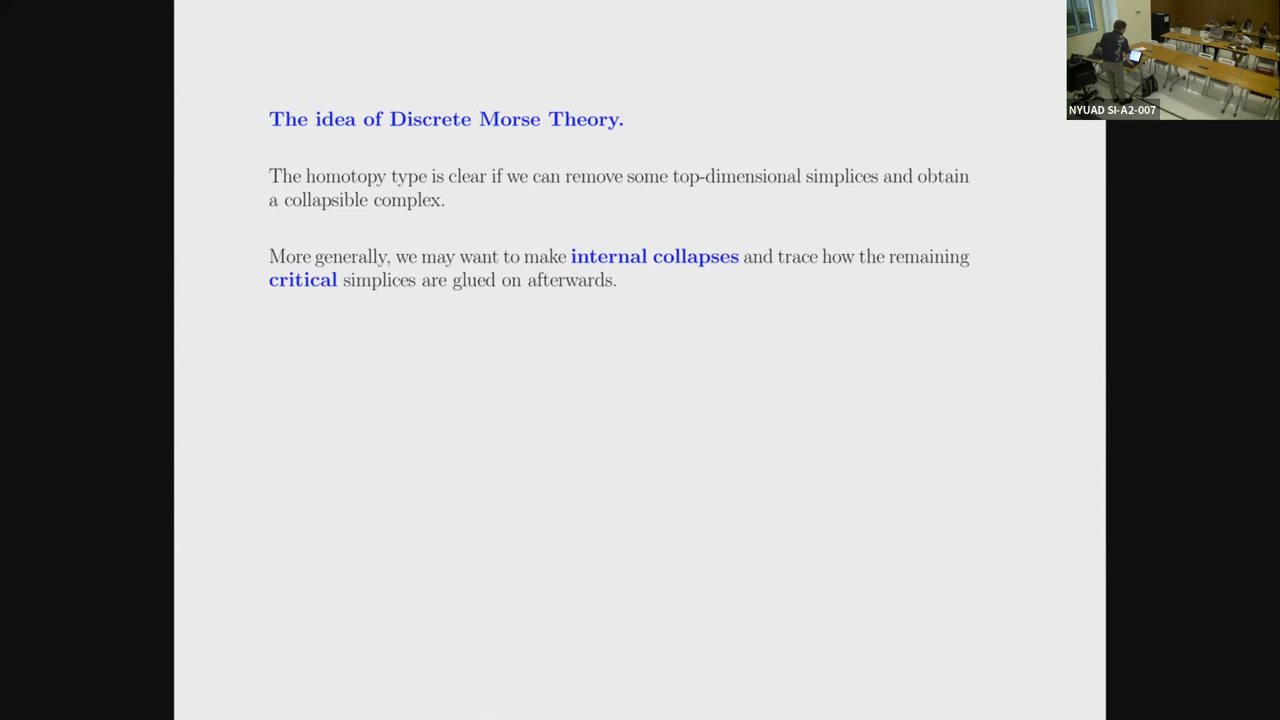 NYUAD SI-A2-007
The idea of Discrete Morse Theory.
The homotopy type is clear if we can remove some top-dimensional simplices and obtain
a collapsible complex.
More generally, we may want to make internal collapses and trace how the remaining
critical simplices are glued on afterwards.